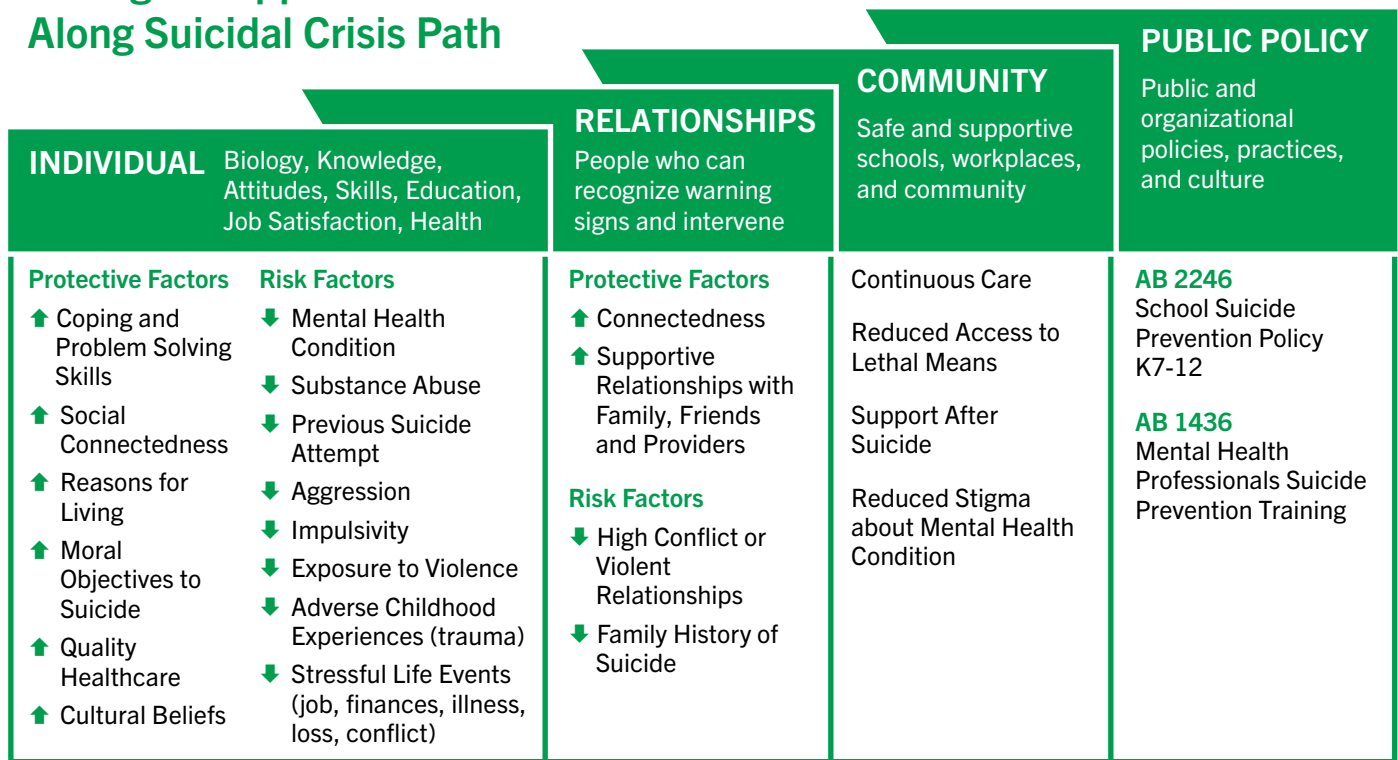 Along Suicidal Crisis Path
INDIVIDUAL
Biology, Knowledge,
Attitudes, Skills, Education,
Job Satisfaction, Health
Protective Factors
Coping and
Problem Solving
Skills
Social
Connectedness
Reasons for
Living
Moral
Objectives to
Suicide
Quality
Healthcare
Cultural Beliefs
Risk Factors
Mental Health
Condition
Substance Abuse
Previous Suicide
Attempt
Aggression
Impulsivity
Exposure to Violence
Adverse Childhood
Experiences (trauma)
Stressful Life Events
(job, finances, illness,
loss, conflict)
RELATIONSHIPS
People who can
recognize warning
signs and intervene
Protective Factors
Connectedness
Supportive
Relationships with
Family, Friends
and Providers
Risk Factors
High Conflict or
Violent
Relationships
Family History of
Suicide
COMMUNITY
Safe and supportive
schools, workplaces,
and community
Continuous Care
Reduced Access to
Lethal Means
Support After
Suicide
Reduced Stigma
about Mental Health
Condition
PUBLIC POLICY
Public and
organizational
policies, practices,
and culture
AB 2246
School Suicide
Prevention Policy
K7-12
AB 1436
Mental Health
Professionals Suicide
Prevention Training